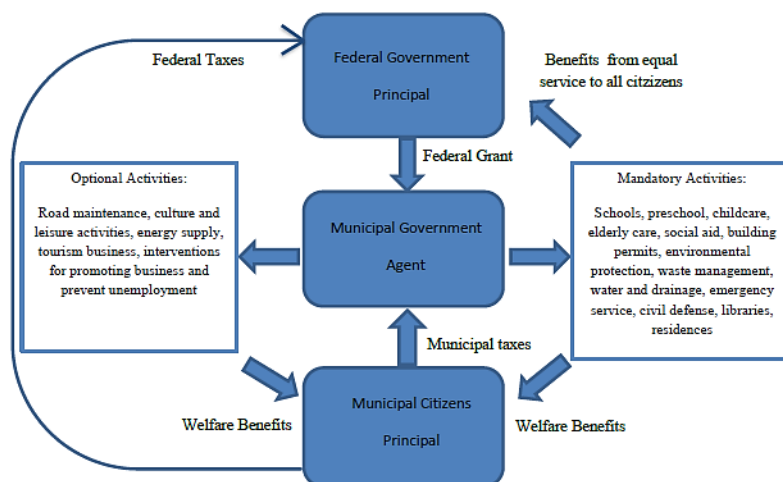 Federal Taxes
Federal Government
Principal
Benefits from equal
service to all citzizens
Federal Grant
Optional Activities:
Road maintenance, culture and
leisure activities, energy supply,
tourism business, interventions
for promoting business and
prevent unemployment
Municipal Government
Agent
Mandatory Activities:
Schools, preschool, childcare,
elderly care, social aid, building
permits, environmental
protection, waste management,
water and drainage, emergency
service, civil defense, libraries,
residences
Municipal taxes
Welfare Benefits
Municipal Citizens
Principal
Welfare Benefits